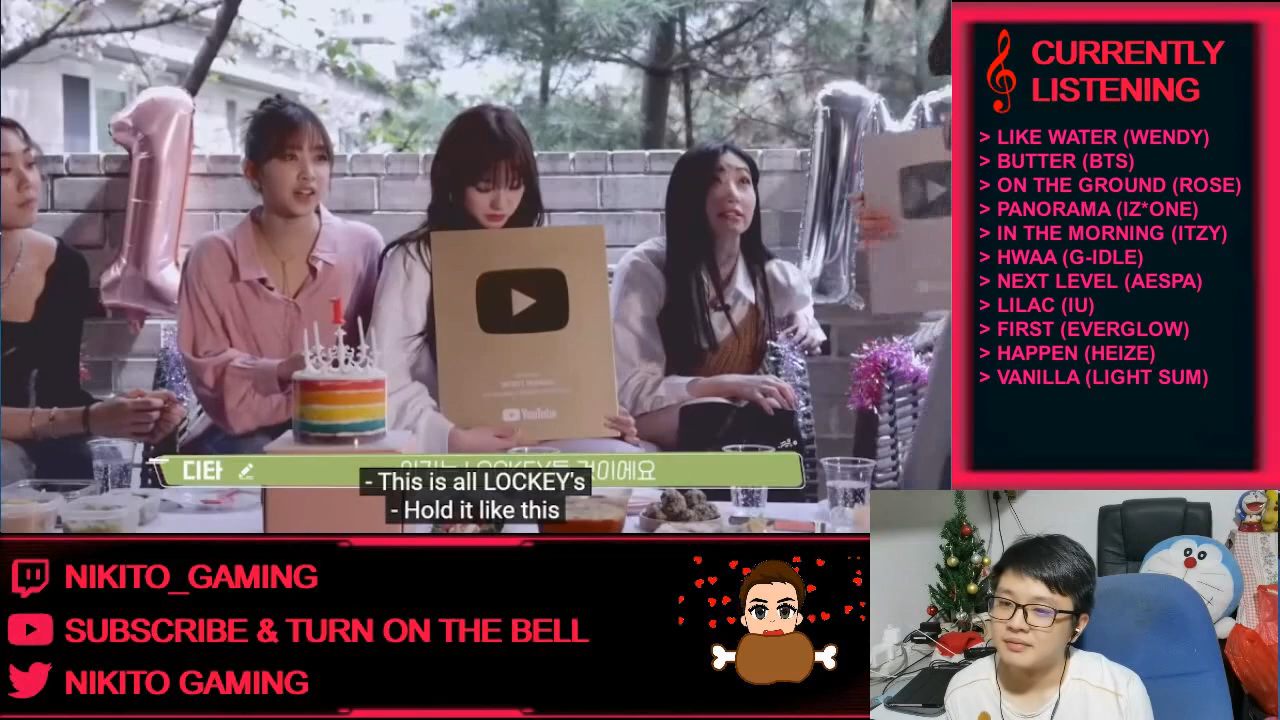 CURRENTLY
LISTENING
> LIKE WATER (WENDY)
> BUTTER (BTS)
> ON THE GROUND (ROSE)
> PANORAMA (IZ*ONE)
> IN THE MORNING (ITZY)
> HWAA (G-IDLE)
> NEXT LEVEL (AESPA)
> LILAC (IU)
> FIRST (EVERGLOW)
> HAPPEN (HEIZE)
> VANILLA (LIGHT SUM)
YouTube
디타
- This is all LOCKEY's
- Hold it like this
NIKITO_GAMING
SUBSCRIBE & TURN ON THE BELL
NIKITO GAMING